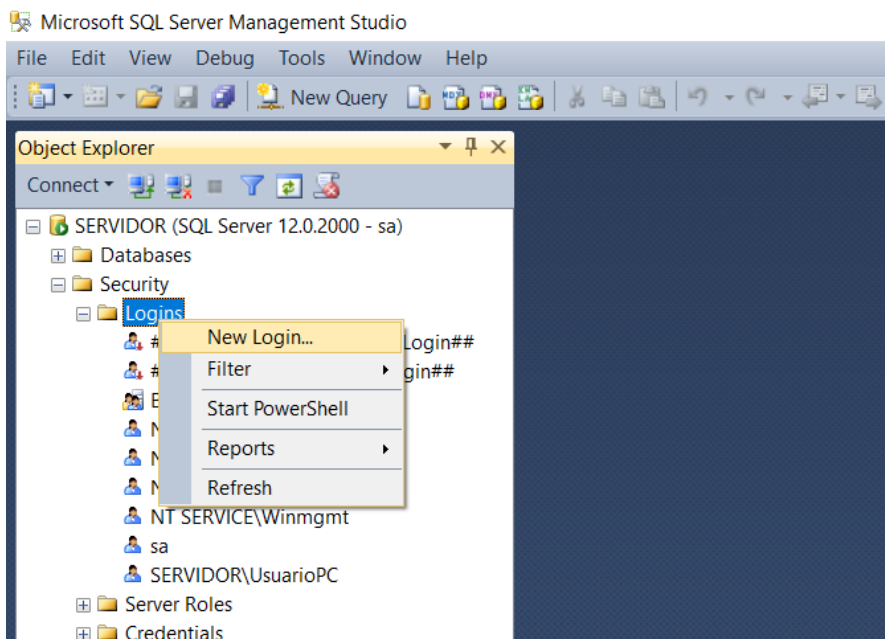 Microsoft SQL Server Management Studio
File Edit View Debug Tools Window Help
New Query
Object Explorer
Connect
SERVIDOR (SQL Server 12.0.2000 - sa)
Databases
Security
Logins
New Login...
# Login##
Filter
# gin##
Start PowerShell
Reports
Refresh
NT SERVICE\Winmgmt
sa
SERVIDOR\UsuarioPC
Server Roles
Credentials